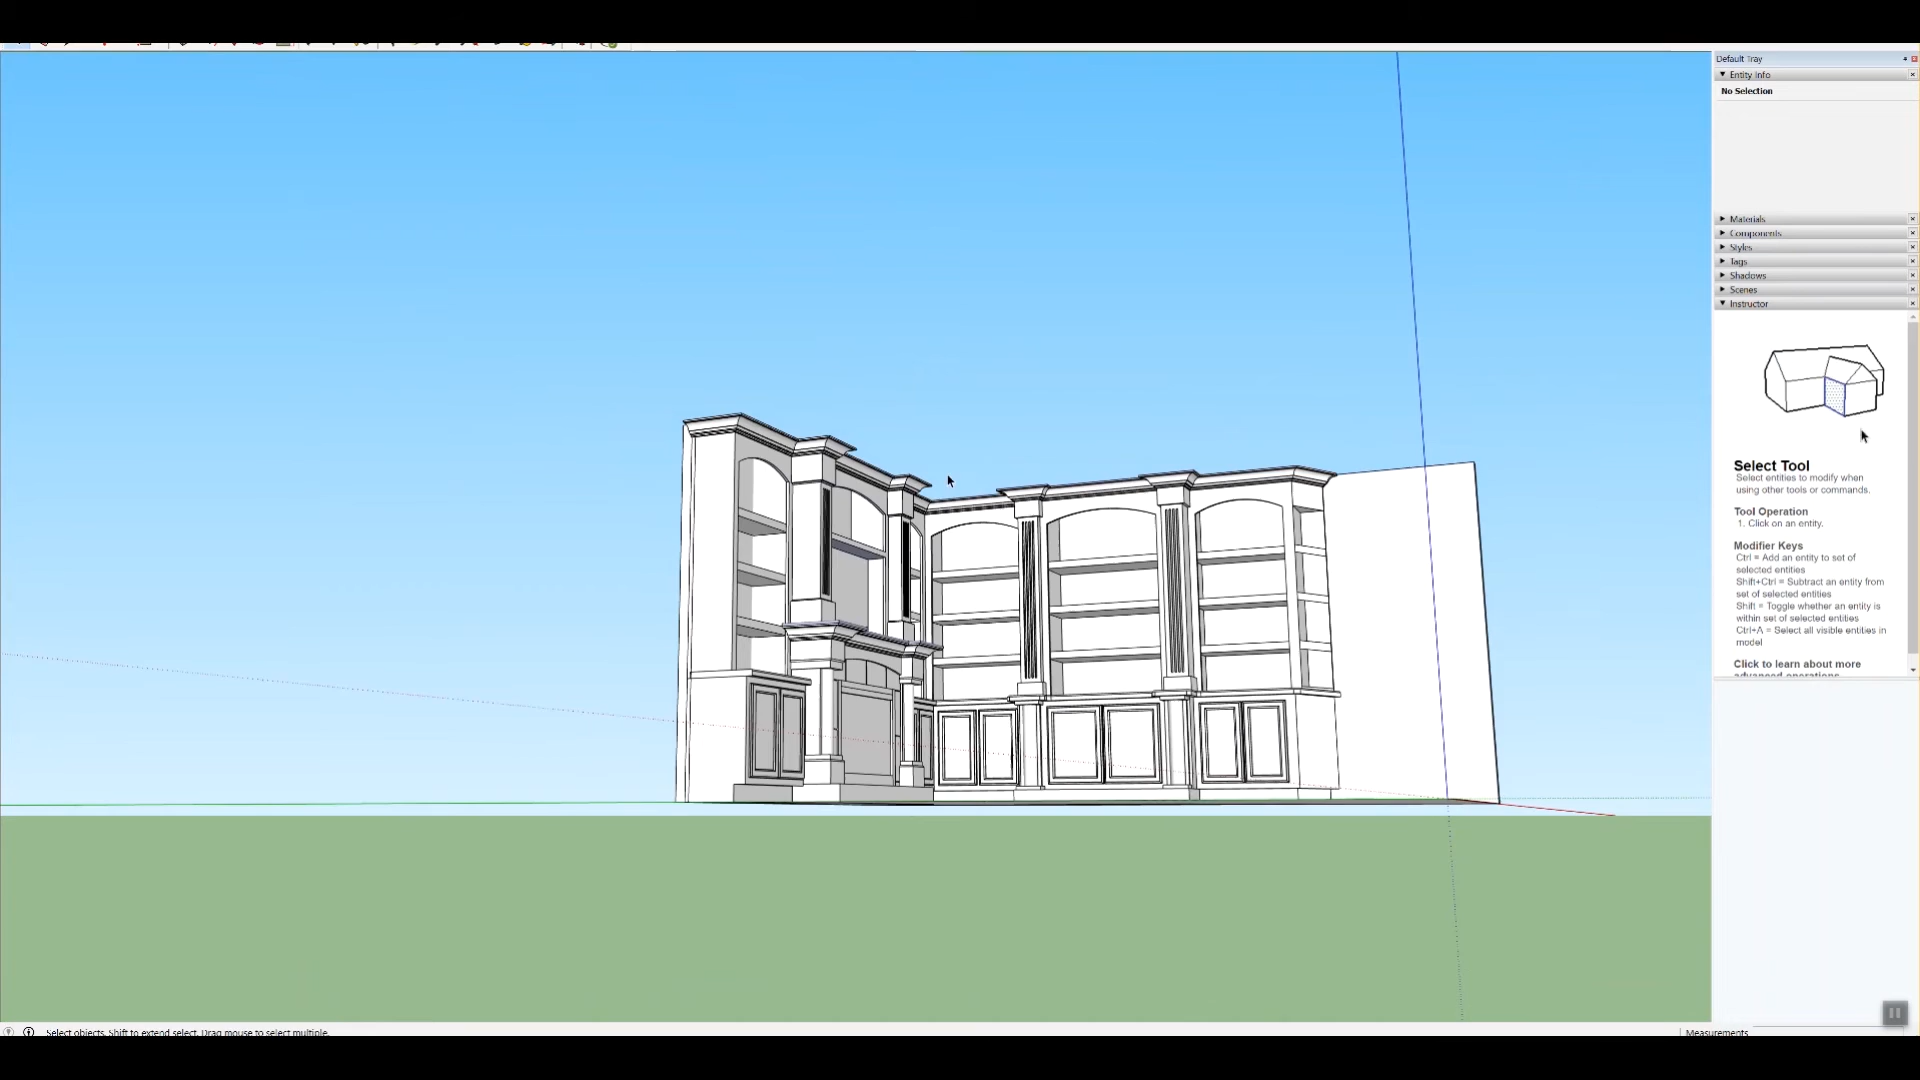 Default Tray
Entity Info
No Selection
Materials
Components
Styles
Tags
Shadows
Scenes
Instructor
Select Tool
Select entities to modify when
using other tools or commands.
Tool Operation
1. Click on an entity.
Modifier Keys
Ctrl = Add an entity to set of
selected entities
Shift+Ctrl = Subtract an entity from
set of selected entities
Shift = Toggle whether an entity is
within set of selected entities
Ctrl+A = Select all visible entities in
model
Click to learn about more
advanced operations
Select objects. Shift to extend select. Drag mouse to select multiple.
Measurements